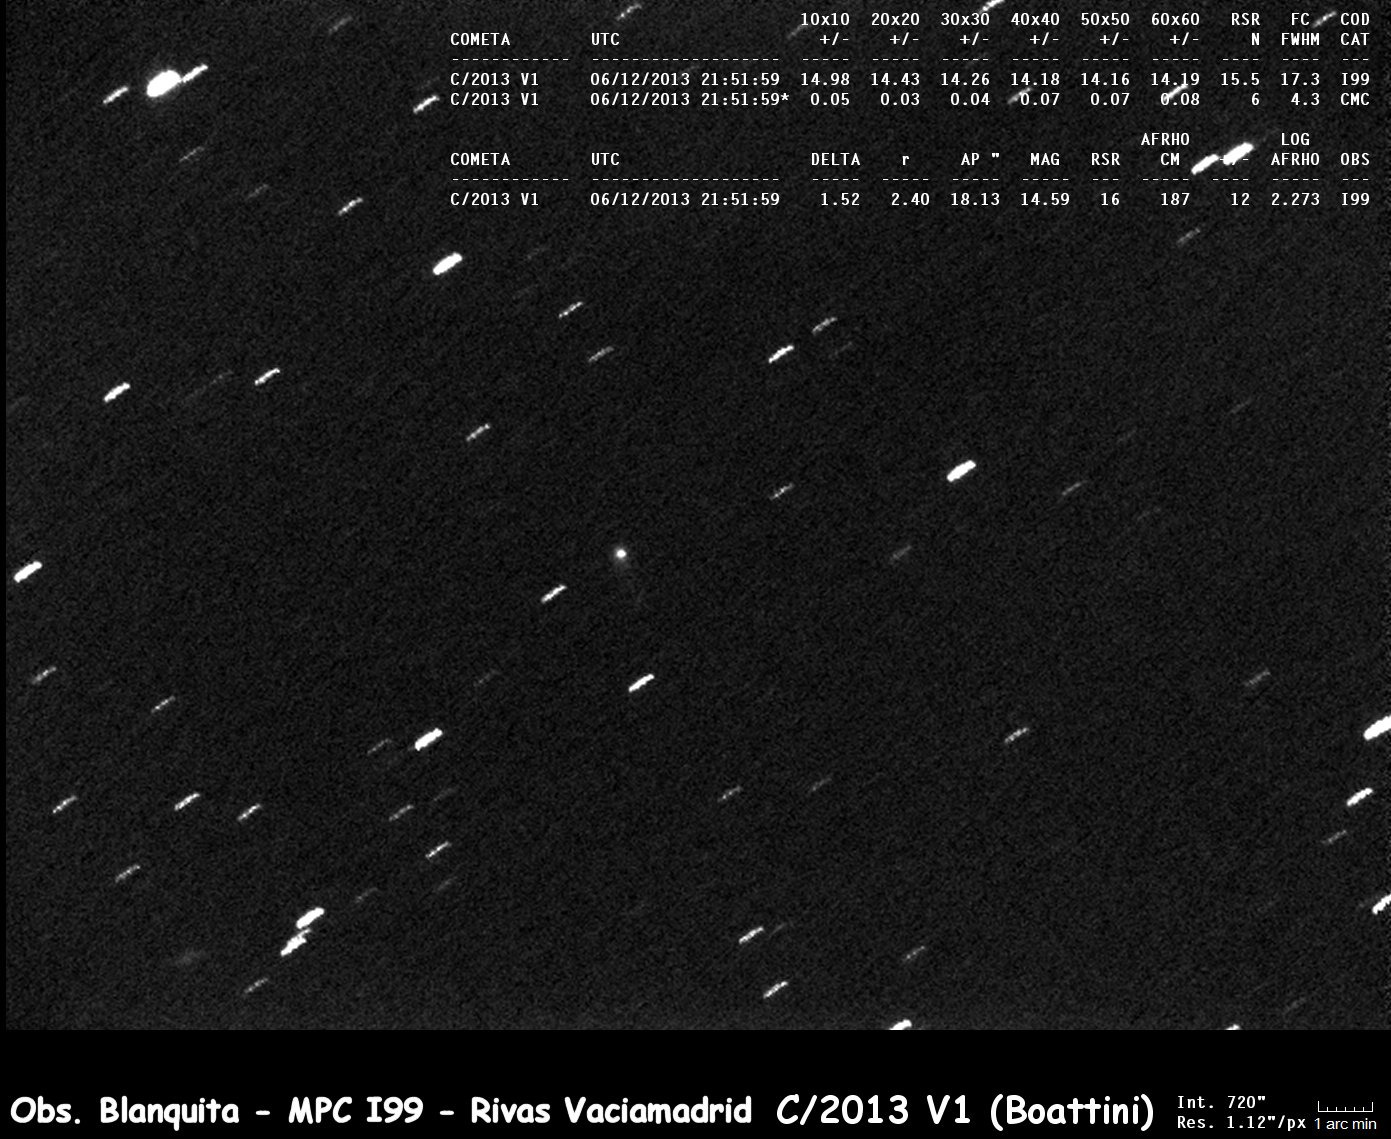 10x10 20x20 30x30 40x40 50x50 60x60 RSR FC COD
COMETA UTC +/- +/- +/- +/- +/- +/- N FWHM CAT
------------ ------------------- ----- ----- ----- ----- ----- ----- ---- ---- ---
C/2013 V1 06/12/2013 21:51:59 14.98 14.43 14.26 14.18 14.16 14.19 15.5 17.3 I99
C/2013 V1 06/12/2013 21:51:59* 0.05 0.03 0.04 0.07 0.07 0.08 6 4.3 CMC
AFRHO LOG
COMETA UTC DELTA r AP " MAG RSR CM +/- AFRHO OBS
------------ ------------------- ----- ----- ----- ----- --- ----- ---- ----- ---
C/2013 V1 06/12/2013 21:51:59 1.52 2.40 18.13 14.59 16 187 12 2.273 I99
Obs. Blanquita - MPC I99 - Rivas Vaciamadrid C/2013 V1 (Boattini)
Int. 720"
Res. 1.12"/px 1 arc min